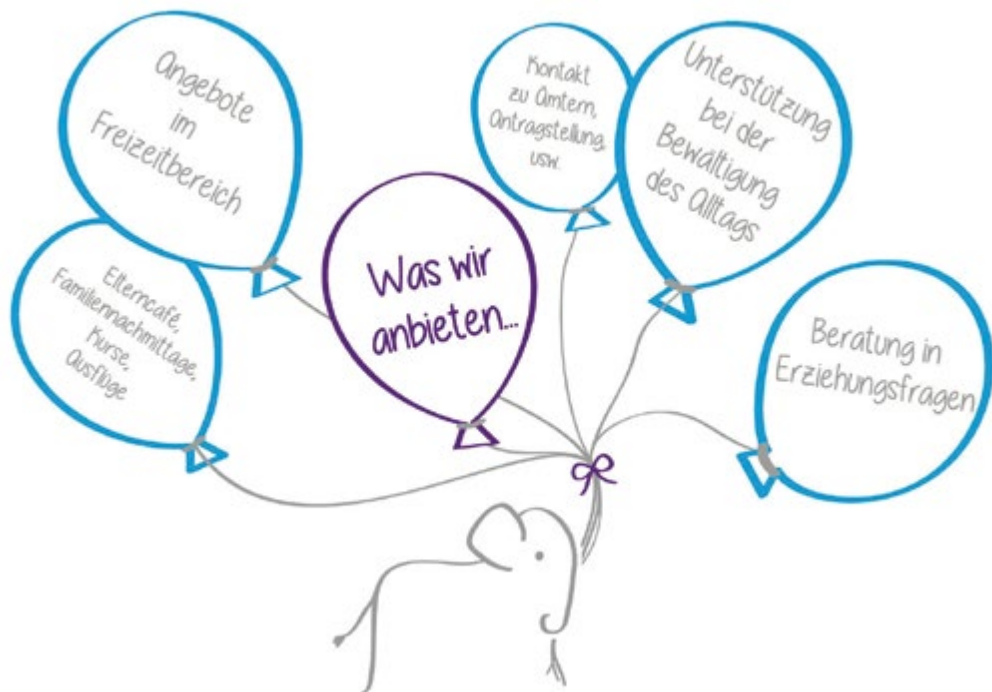 Angebote
im
Freizeitbereich
Kontakt
zu Ämtern,
Antragstellung,
usw.
Unterstützung
bei der
Bewältigung
des Alltags
Elterncafé,
Familiennachmittage,
Kurse,
Ausflüge
Was wir
anbieten...
Beratung in
Erziehungsfragen